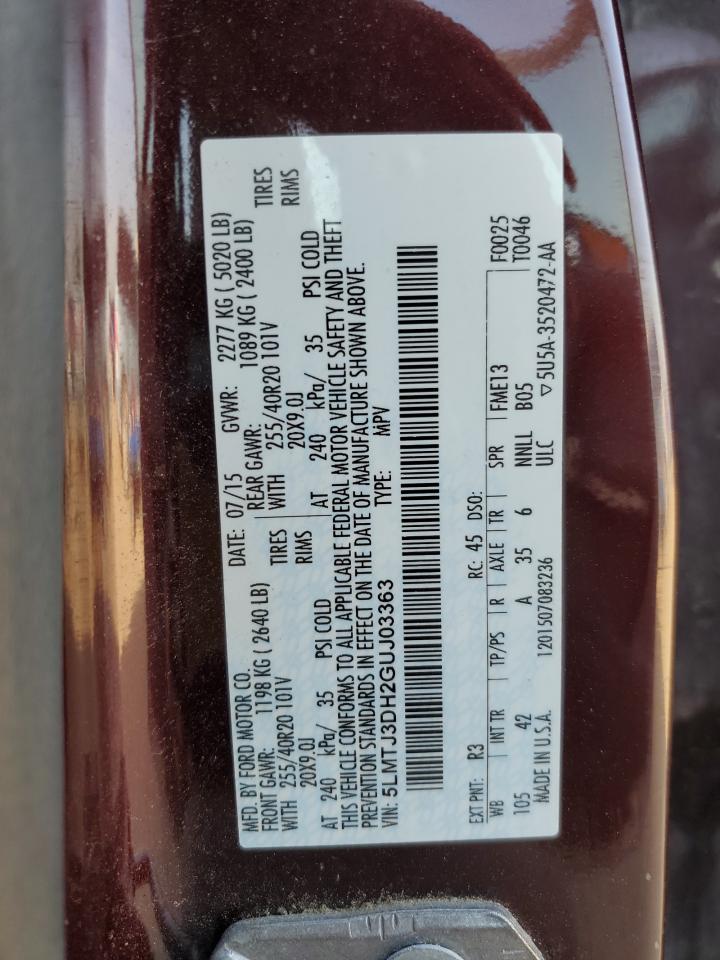 MFD. BY FORD MOTOR CO.
DATE: 07/15 GVWR: 2277 KG ( 5020 LB)
FRONT GAWR: 1198 KG ( 2640 LB) REAR GAWR: 1089 KG ( 2400 LB)
WITH 255/40R20 101V TIRES WITH 255/40R20 101V TIRES
20X9.0J RIMS 20X9.0J RIMS
AT 240 kPa/ 35 PSI COLD AT 240 kPa/ 35 PSI COLD
THIS VEHICLE CONFORMS TO ALL APPLICABLE FEDERAL MOTOR VEHICLE SAFETY AND THEFT
PREVENTION STANDARDS IN EFFECT ON THE DATE OF MANUFACTURE SHOWN ABOVE.
VIN: 5LMTJ3DH2GUJ03363 TYPE: MPV
EXT PNT: R3 RC: 45 DSO: F0025
WB INT TR TP/PS R AXLE TR SPR FME13 T0046
105 42 A 35 6 NNLL B05
MADE IN U.S.A. 1201507083236 ULC ▽5U5A-3520472-AA